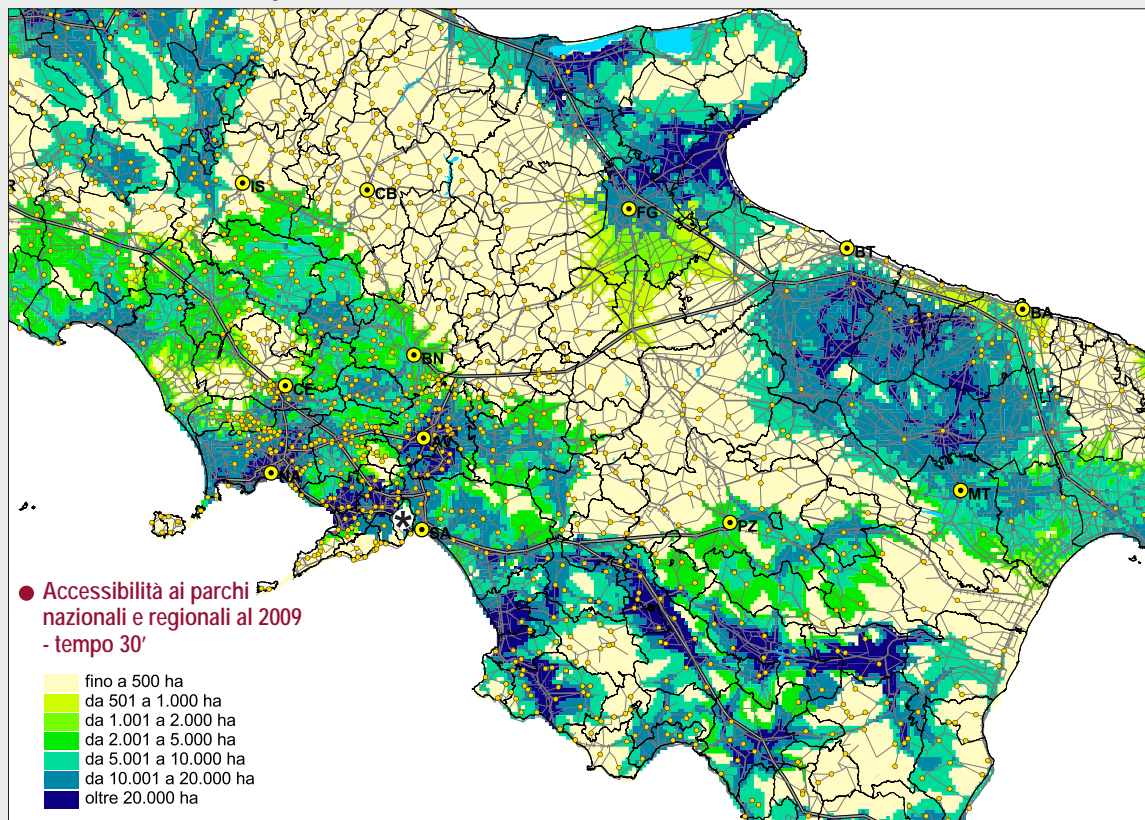 IS
CB
FG
BT
BA
BN
CE
AV
NA
MT
PZ
SA
*
● Accessibilità ai parchi
nazionali e regionali al 2009
- tempo 30'
fino a 500 ha
da 501 a 1.000 ha
da 1.001 a 2.000 ha
da 2.001 a 5.000 ha
da 5.001 a 10.000 ha
da 10.001 a 20.000 ha
oltre 20.000 ha